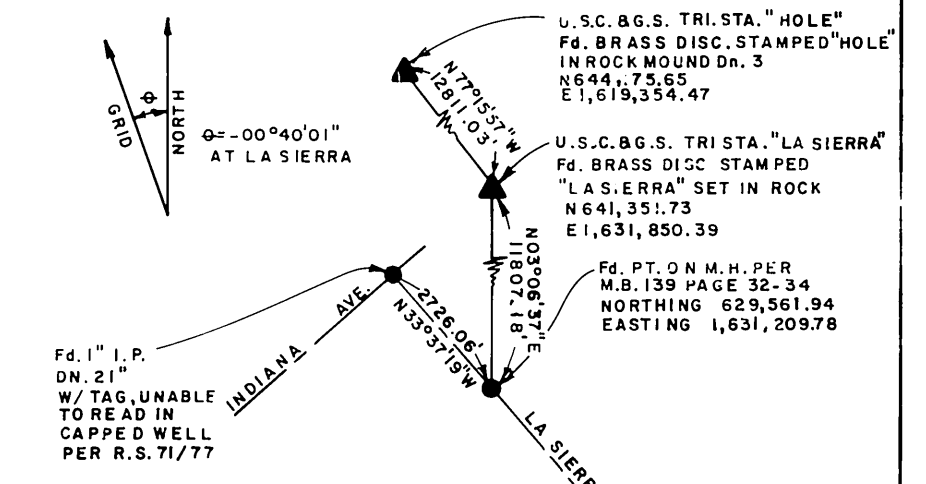 U.S.C.&G.S. TRI.STA."HOLE"
Fd. BRASS DISC. STAMPED"HOLE"
IN ROCK MOUND Dn. 3
E 1,619,354.47
N 77°15'57" W
12811.03'
GRID
NORTH
ɸ
ɸ=-00°40'01"
AT LA SIERRA
U.S.C.&G.S. TRI STA. "LA SIERRA"
Fd. BRASS DISC STAMPED
"LA SIERRA" SET IN ROCK
N 641,351.73
E 1,631,850.39
N03°06'37"E
11807.18'
Fd. PT. ON M.H. PER
M.B. 139 PAGE 32-34
NORTHING 629,561.94
EASTING 1,631,209.78
2726.06'
N33°37'19"W
INDIANA AVE.
Fd. 1" I.P.
DN. 21"
W/ TAG, UNABLE
TO READ IN
CAPPED WELL
PER R.S. 71/77
LA SIERR